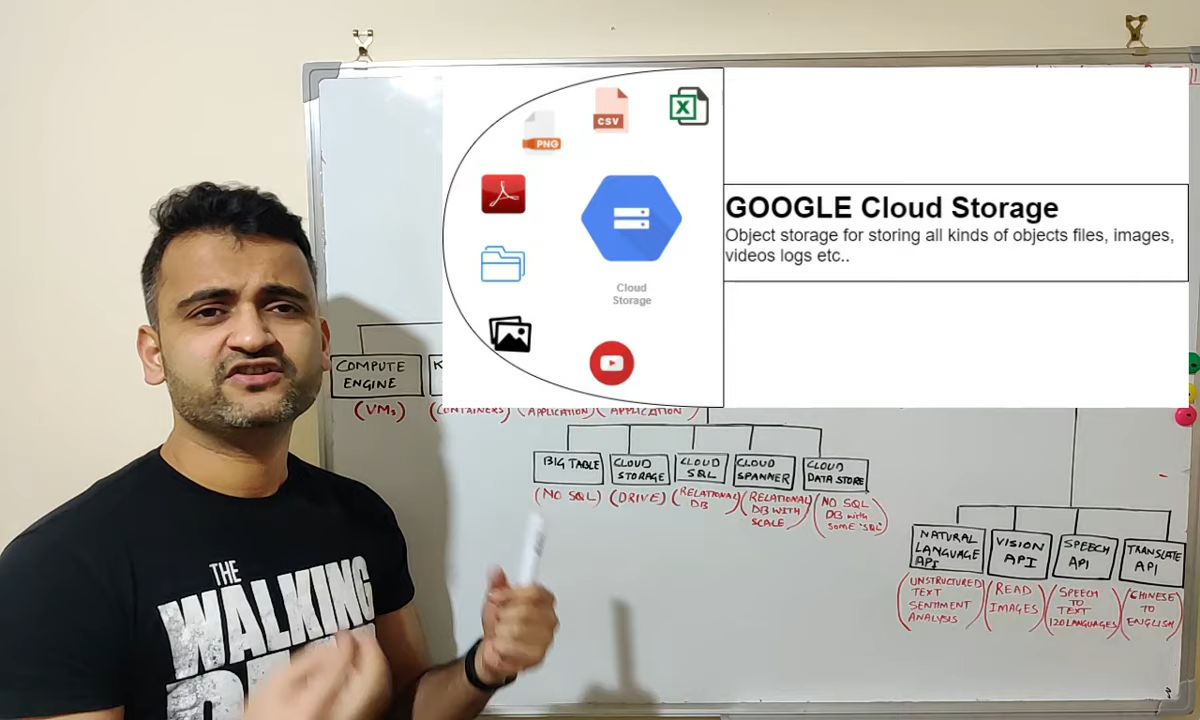 CSV
PNG
GOOGLE Cloud Storage
Object storage for storing all kinds of objects files, images,
videos logs etc..
Cloud
Storage
COMPUTE
ENGINE
(VMs)
CONTAINERS)
(APPLICATION)
(APPLICATION
BIG TABLE
(NO SQL)
CLOUD
STORAGE
(DRIVE)
CLOUD
SQL
(RELATIONAL
DB)
CLOUD
SPANNER
(RELATIONAL
DB WITH
SCALE)
CLOUD
DATA STORE
(NO SQL
DB with
SOME 'SQL')
NATURAL
LANGUAGE
API
(UNSTRUCTURED
TEXT
SENTIMENT
ANALYSIS)
VISION
API
(READ
IMAGES)
SPEECH
API
(SPEECH
TO
TEXT
120 LANGUAGES)
TRANSLATE
API
(CHINESE
TO
ENGLISH)
THE
WALKING